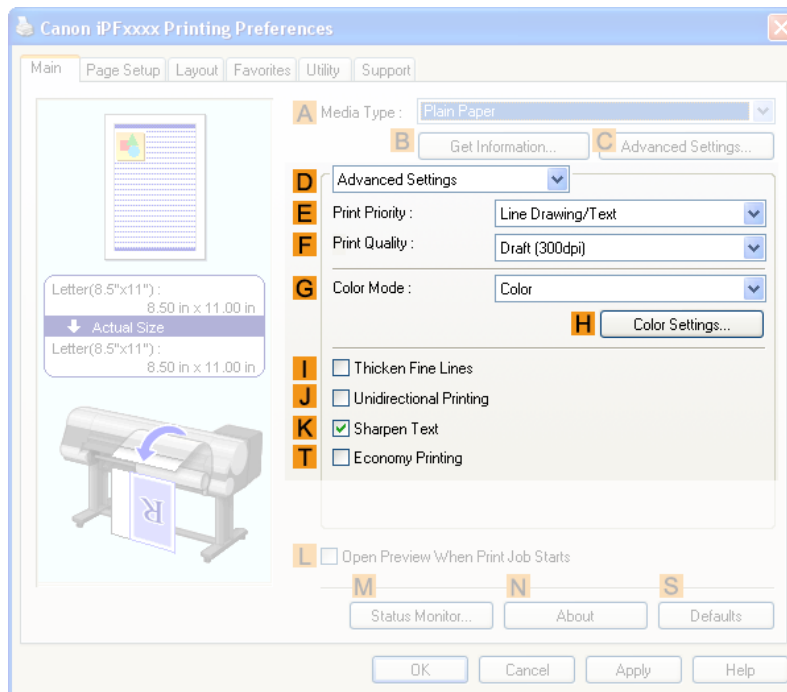 Canon iPFxxxx Printing Preferences
Main Page Setup Layout Favorites Utility Support
A Media Type : Plain Paper
B Get Information... C Advanced Settings...
D Advanced Settings
E Print Priority : Line Drawing/Text
F Print Quality : Draft (300dpi)
G Color Mode : Color
H Color Settings...
I Thicken Fine Lines
J Unidirectional Printing
K Sharpen Text
T Economy Printing
Letter(8.5"x11") :
8.50 in x 11.00 in
Actual Size
Letter(8.5"x11") :
8.50 in x 11.00 in
R
L Open Preview When Print Job Starts
M N S
Status Monitor... About Defaults
OK Cancel Apply Help